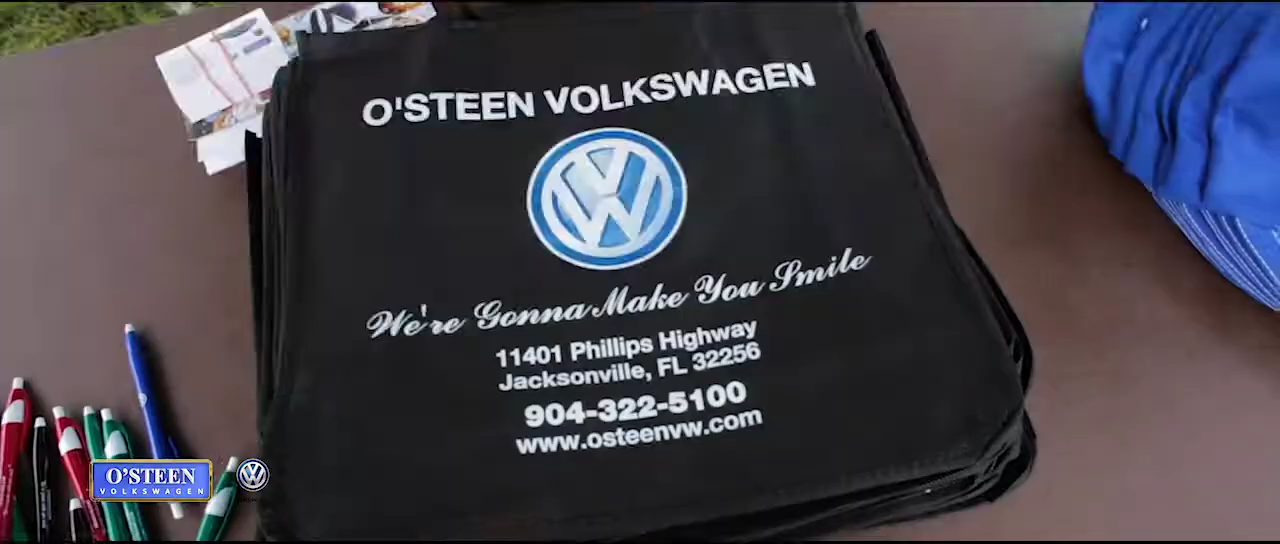 O'STEEN VOLKSWAGEN
We're Gonna Make You Smile
11401 Phillips Highway
Jacksonville, FL 32256
904-322-5100
www.osteenvw.com
O'STEEN
VOLKSWAGEN